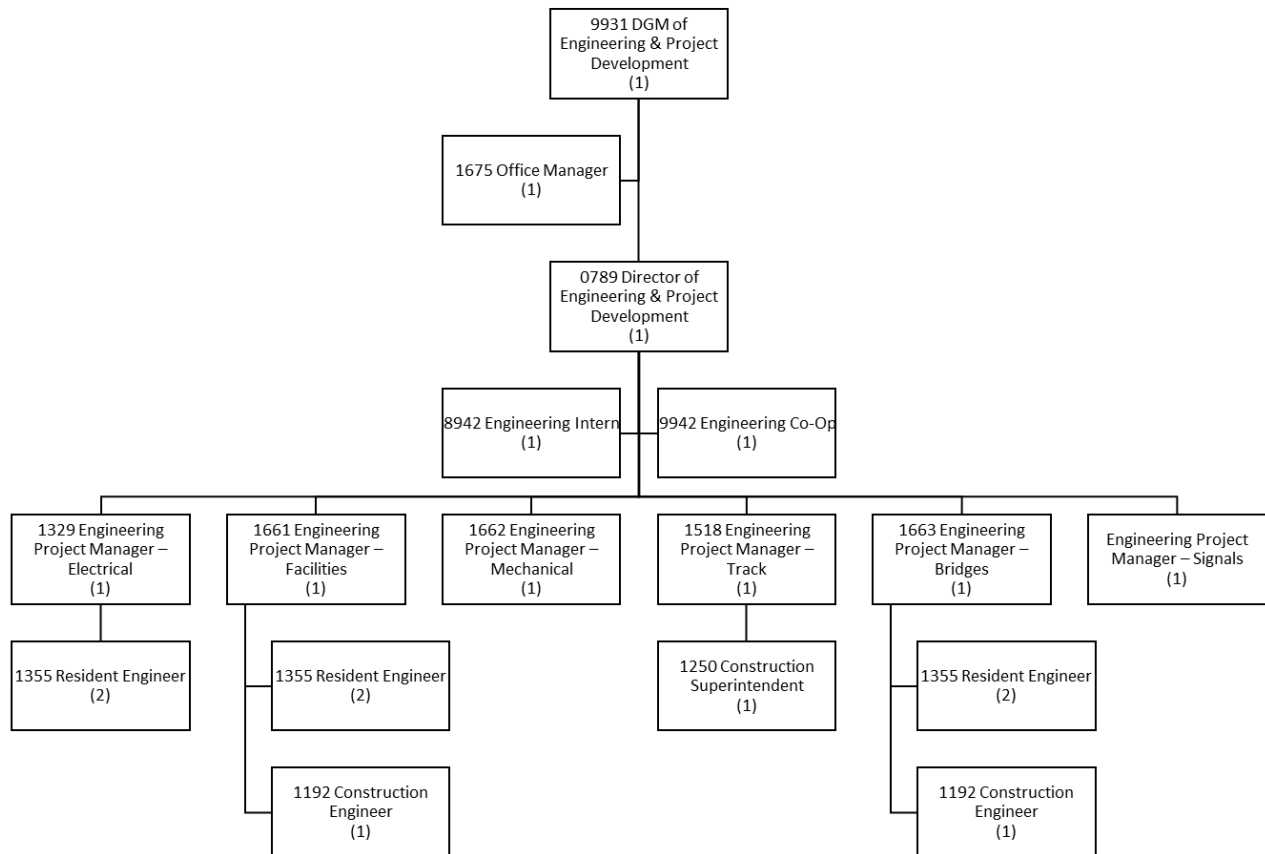 9931 DGM of
Engineering & Project
Development
(1)
1675 Office Manager
(1)
0789 Director of
Engineering & Project
Development
(1)
8942 Engineering Intern
(1)
9942 Engineering Co-Op
(1)
1329 Engineering
Project Manager –
Electrical
(1)
1661 Engineering
Project Manager –
Facilities
(1)
1662 Engineering
Project Manager –
Mechanical
(1)
1518 Engineering
Project Manager –
Track
(1)
1663 Engineering
Project Manager –
Bridges
(1)
Engineering Project
Manager – Signals
(1)
1355 Resident Engineer
(2)
1355 Resident Engineer
(2)
1250 Construction
Superintendent
(1)
1355 Resident Engineer
(2)
1192 Construction
Engineer
(1)
1192 Construction
Engineer
(1)